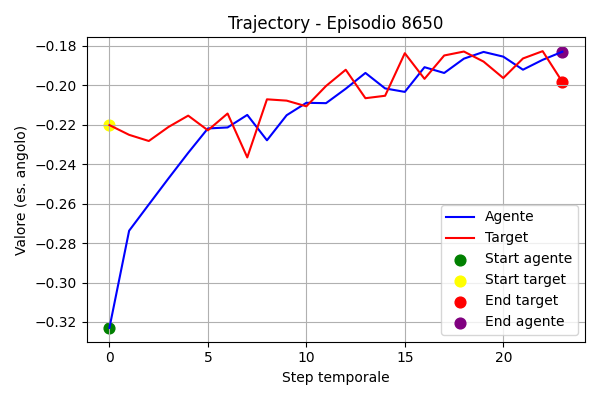 Trajectory - Episodio 8650
Valore (es. angolo)
−0.18
−0.20
−0.22
−0.24
−0.26
−0.28
−0.30
−0.32
0
5
10
15
20
Step temporale
Agente
Target
Start agente
Start target
End target
End agente